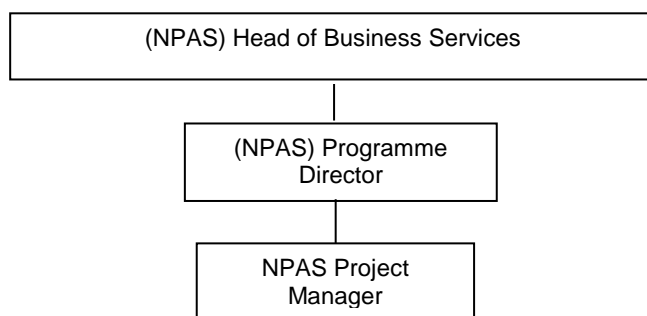 (NPAS) Head of Business Services
(NPAS) Programme
Director
NPAS Project
Manager